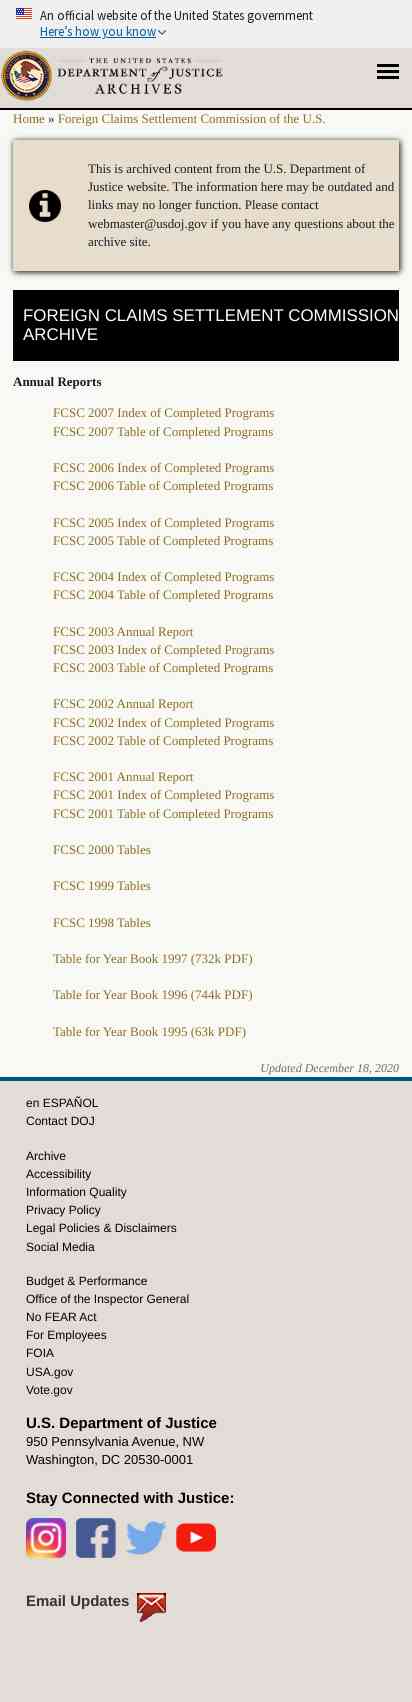 An official website of the United States government
Here's how you know
THE UNITED STATES
DEPARTMENT of JUSTICE
ARCHIVES
Home » Foreign Claims Settlement Commission of the U.S.
This is archived content from the U.S. Department of
Justice website. The information here may be outdated and
links may no longer function. Please contact
webmaster@usdoj.gov if you have any questions about the
archive site.
FOREIGN CLAIMS SETTLEMENT COMMISSION
ARCHIVE
Annual Reports
FCSC 2007 Index of Completed Programs
FCSC 2007 Table of Completed Programs
FCSC 2006 Index of Completed Programs
FCSC 2006 Table of Completed Programs
FCSC 2005 Index of Completed Programs
FCSC 2005 Table of Completed Programs
FCSC 2004 Index of Completed Programs
FCSC 2004 Table of Completed Programs
FCSC 2003 Annual Report
FCSC 2003 Index of Completed Programs
FCSC 2003 Table of Completed Programs
FCSC 2002 Annual Report
FCSC 2002 Index of Completed Programs
FCSC 2002 Table of Completed Programs
FCSC 2001 Annual Report
FCSC 2001 Index of Completed Programs
FCSC 2001 Table of Completed Programs
FCSC 2000 Tables
FCSC 1999 Tables
FCSC 1998 Tables
Table for Year Book 1997 (732k PDF)
Table for Year Book 1996 (744k PDF)
Table for Year Book 1995 (63k PDF)
Updated December 18, 2020
en ESPAÑOL
Contact DOJ
Archive
Accessibility
Information Quality
Privacy Policy
Legal Policies & Disclaimers
Social Media
Budget & Performance
Office of the Inspector General
No FEAR Act
For Employees
FOIA
USA.gov
Vote.gov
U.S. Department of Justice
950 Pennsylvania Avenue, NW
Washington, DC 20530-0001
Stay Connected with Justice:
Email Updates